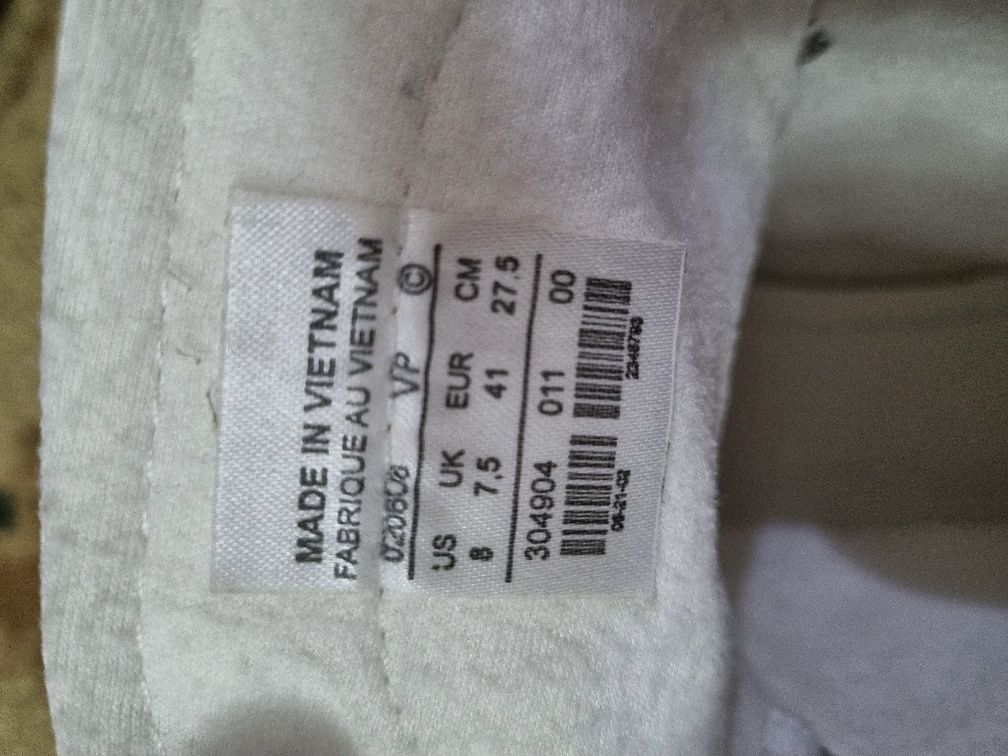 MADE IN VIETNAM
FABRIQUE AU VIETNAM
020608 VP ©
US UK EUR CM
8 7,5 41 27.5
304904 011 00
06-21-02 2348793